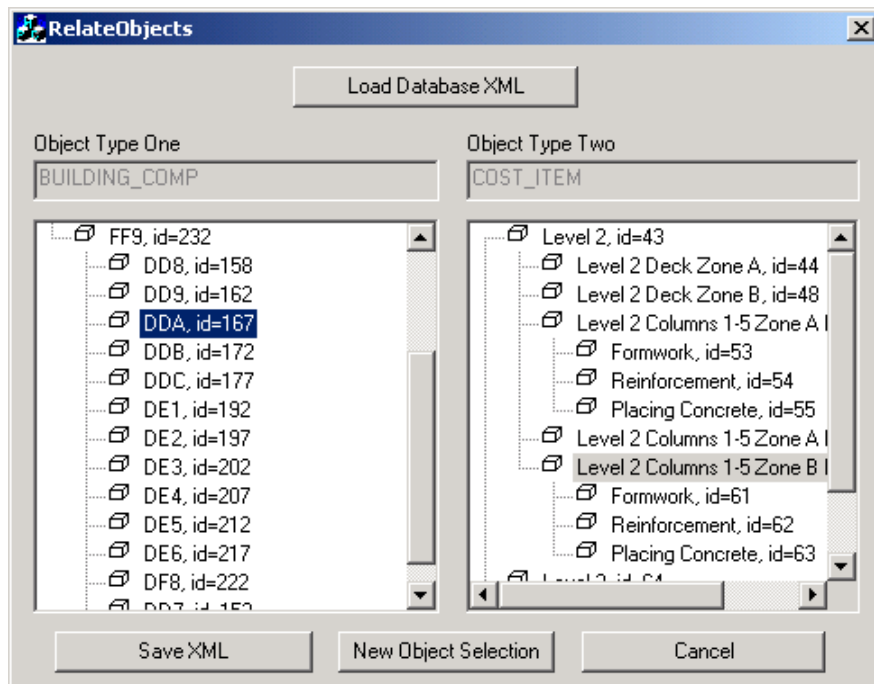 RelateObjects
Load Database XML
Object Type One
BUILDING_COMP
FF9, id=232
DD8, id=158
DD9, id=162
DDA, id=167
DDB, id=172
DDC, id=177
DE1, id=192
DE2, id=197
DE3, id=202
DE4, id=207
DE5, id=212
DE6, id=217
DF8, id=222
Object Type Two
COST_ITEM
Level 2, id=43
Level 2 Deck Zone A, id=44
Level 2 Deck Zone B, id=48
Level 2 Columns 1-5 Zone A
Formwork, id=53
Reinforcement, id=54
Placing Concrete, id=55
Level 2 Columns 1-5 Zone A
Level 2 Columns 1-5 Zone B
Formwork, id=61
Reinforcement, id=62
Placing Concrete, id=63
Save XML
New Object Selection
Cancel